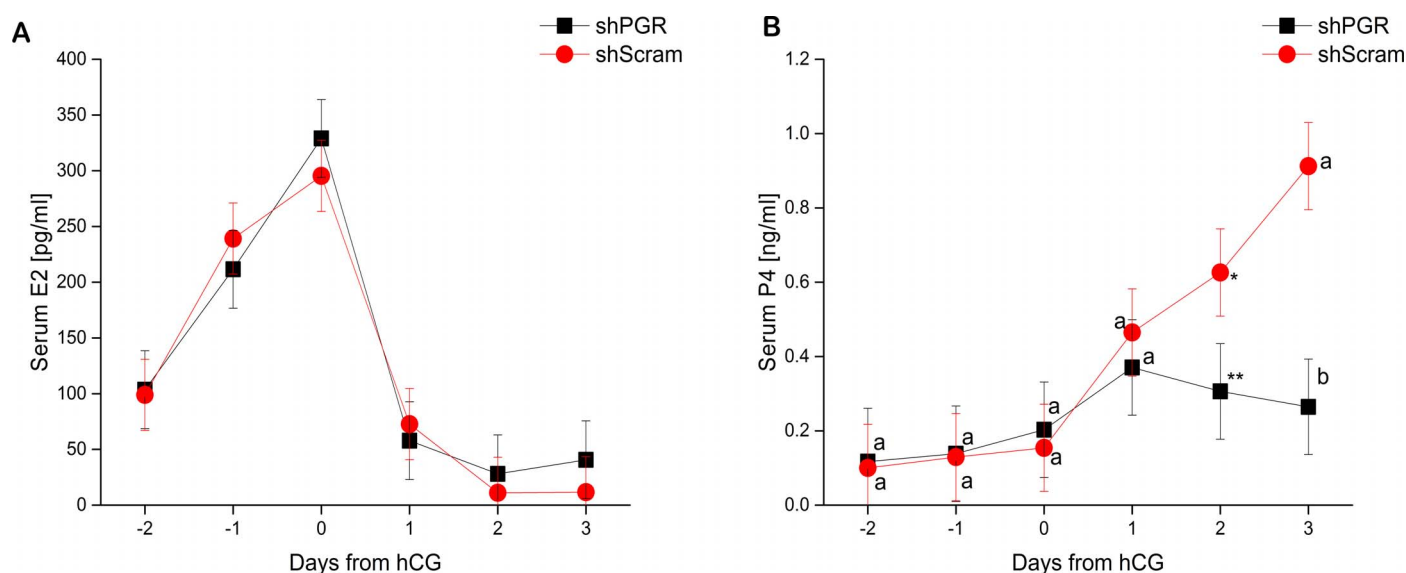 A
shPGR
shScram
Serum E2 [pg/ml]
400
350
300
250
200
150
100
50
0
-2 -1 0 1 2 3
Days from hCG
B
shPGR
shScram
Serum P4 [ng/ml]
1.2
1.0
0.8
0.6
0.4
0.2
0.0
a
*
a
a
**
b
a a a
a a a
-2 -1 0 1 2 3
Days from hCG